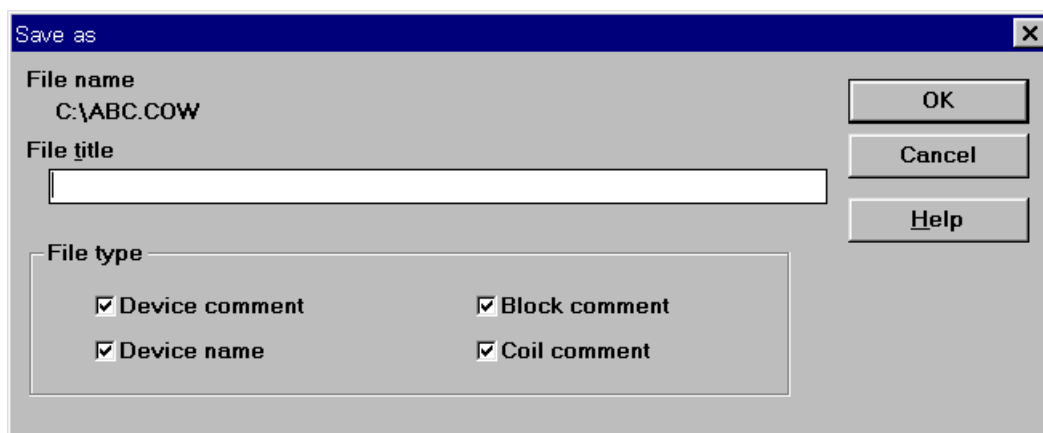 Save as
File name
C:\ABC.COW
File title
OK
Cancel
Help
File type
Device comment
Block comment
Device name
Coil comment